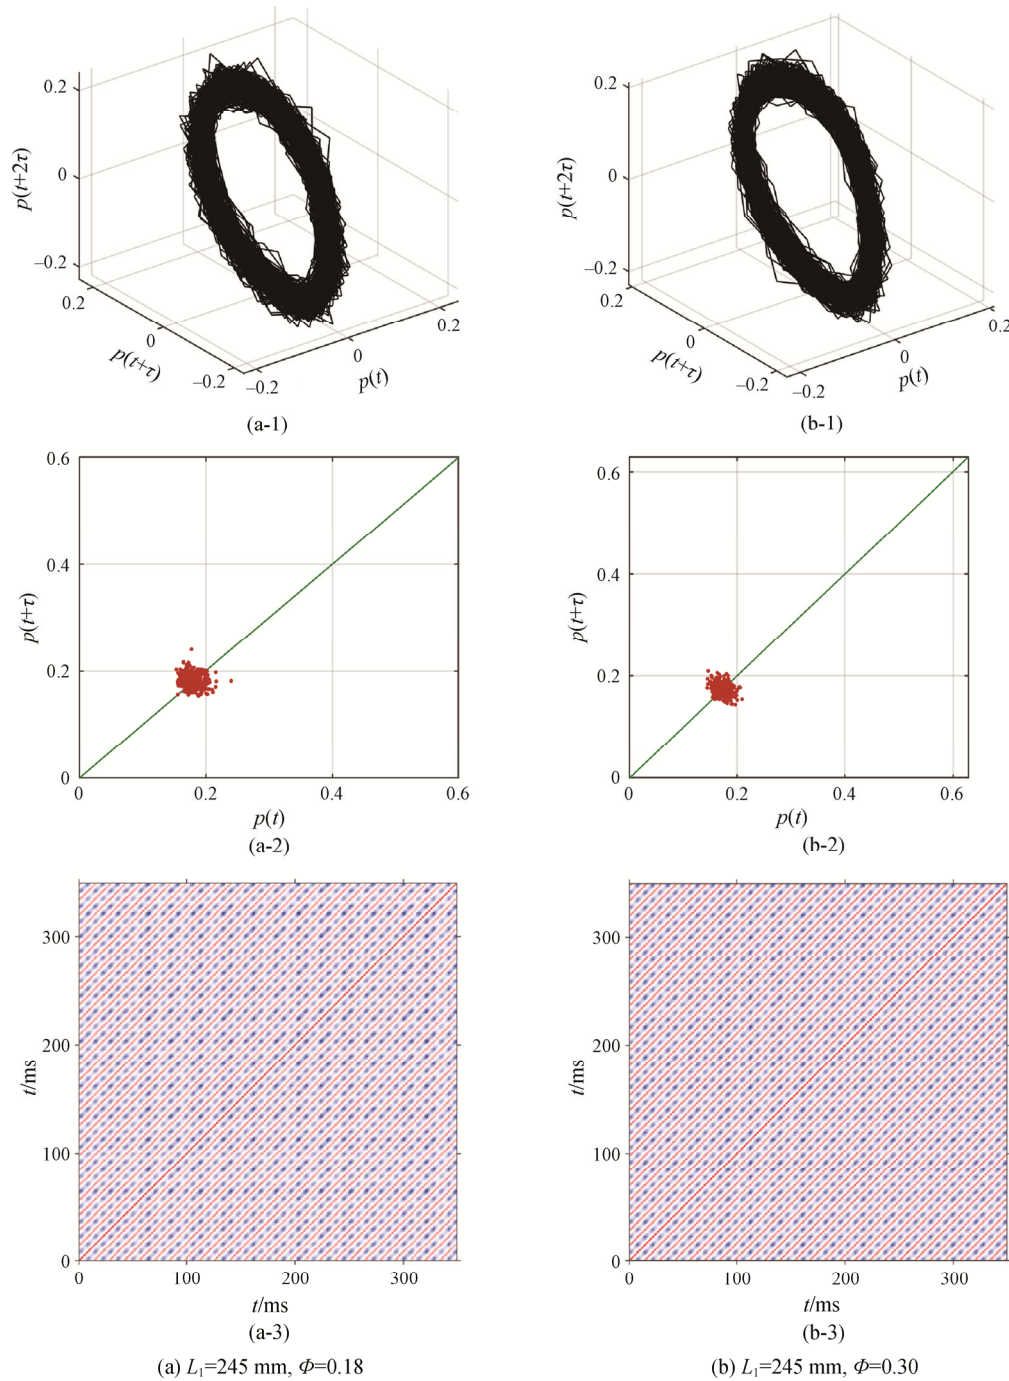 0.2
0
−0.2
p(t+2τ)
0.2
0
−0.2
p(t+τ)
−0.2
0
0.2
p(t)
(a-1)
0.2
0
−0.2
p(t+2τ)
0.2
0
−0.2
p(t+τ)
−0.2
0
0.2
p(t)
(b-1)
0.6
0.4
0.2
0
p(t+τ)
0 0.2 0.4 0.6
p(t)
(a-2)
0.6
0.4
0.2
0
p(t+τ)
0 0.2 0.4 0.6
p(t)
(b-2)
300
200
100
0
t/ms
0 100 200 300
t/ms
(a-3)
300
200
100
0
t/ms
0 100 200 300
t/ms
(b-3)
(a) L₁=245 mm, Φ=0.18
(b) L₁=245 mm, Φ=0.30